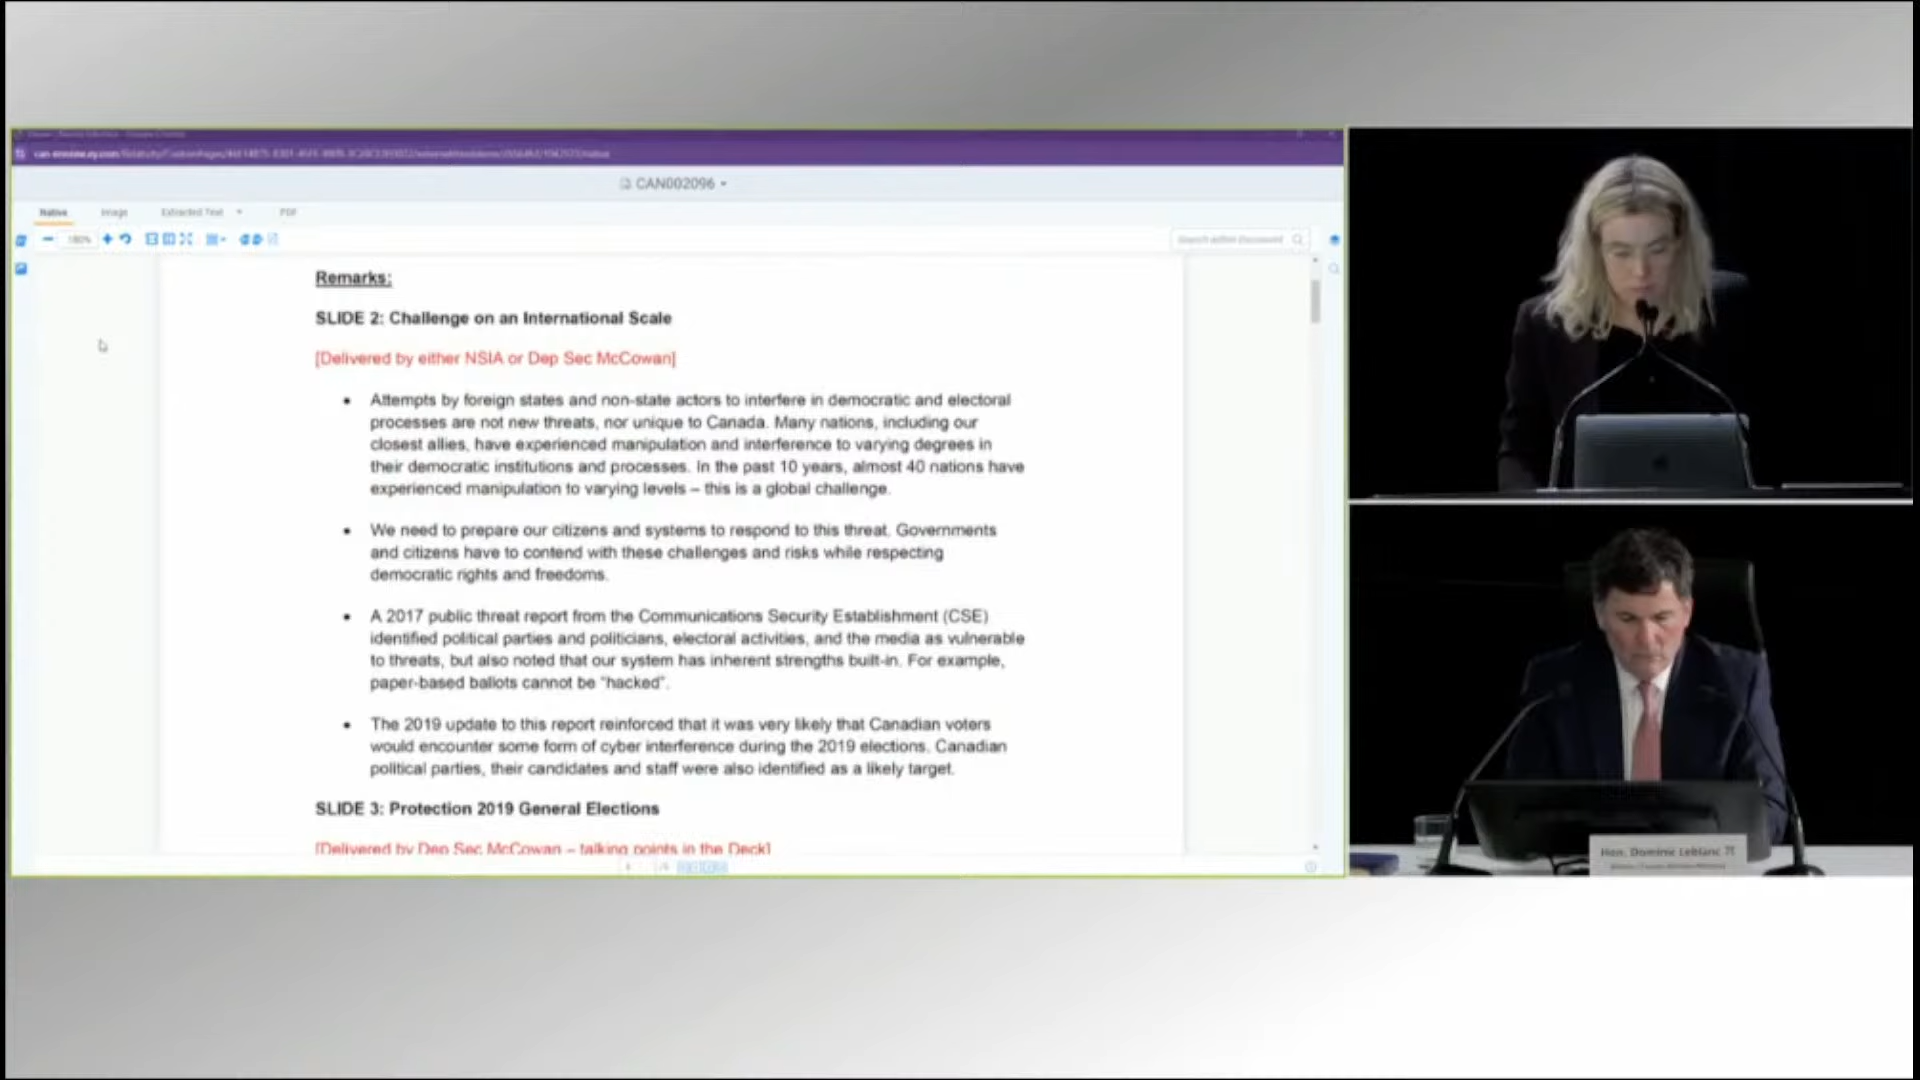 CAN002096
Native Image Extracted Text PDF
180%
Search within document
Remarks:
SLIDE 2: Challenge on an International Scale
[Delivered by either NSIA or Dep Sec McCowan]
• Attempts by foreign states and non-state actors to interfere in democratic and electoral
processes are not new threats, nor unique to Canada. Many nations, including our
closest allies, have experienced manipulation and interference to varying degrees in
their democratic institutions and processes. In the past 10 years, almost 40 nations have
experienced manipulation to varying levels – this is a global challenge.
• We need to prepare our citizens and systems to respond to this threat. Governments
and citizens have to contend with these challenges and risks while respecting
democratic rights and freedoms.
• A 2017 public threat report from the Communications Security Establishment (CSE)
identified political parties and politicians, electoral activities, and the media as vulnerable
to threats, but also noted that our system has inherent strengths built-in. For example,
paper-based ballots cannot be "hacked".
• The 2019 update to this report reinforced that it was very likely that Canadian voters
would encounter some form of cyber interference during the 2019 elections. Canadian
political parties, their candidates and staff were also identified as a likely target.
SLIDE 3: Protection 2019 General Elections
[Delivered by Dep Sec McCowan – talking points in the Deck]
Hon. Dominic Leblanc